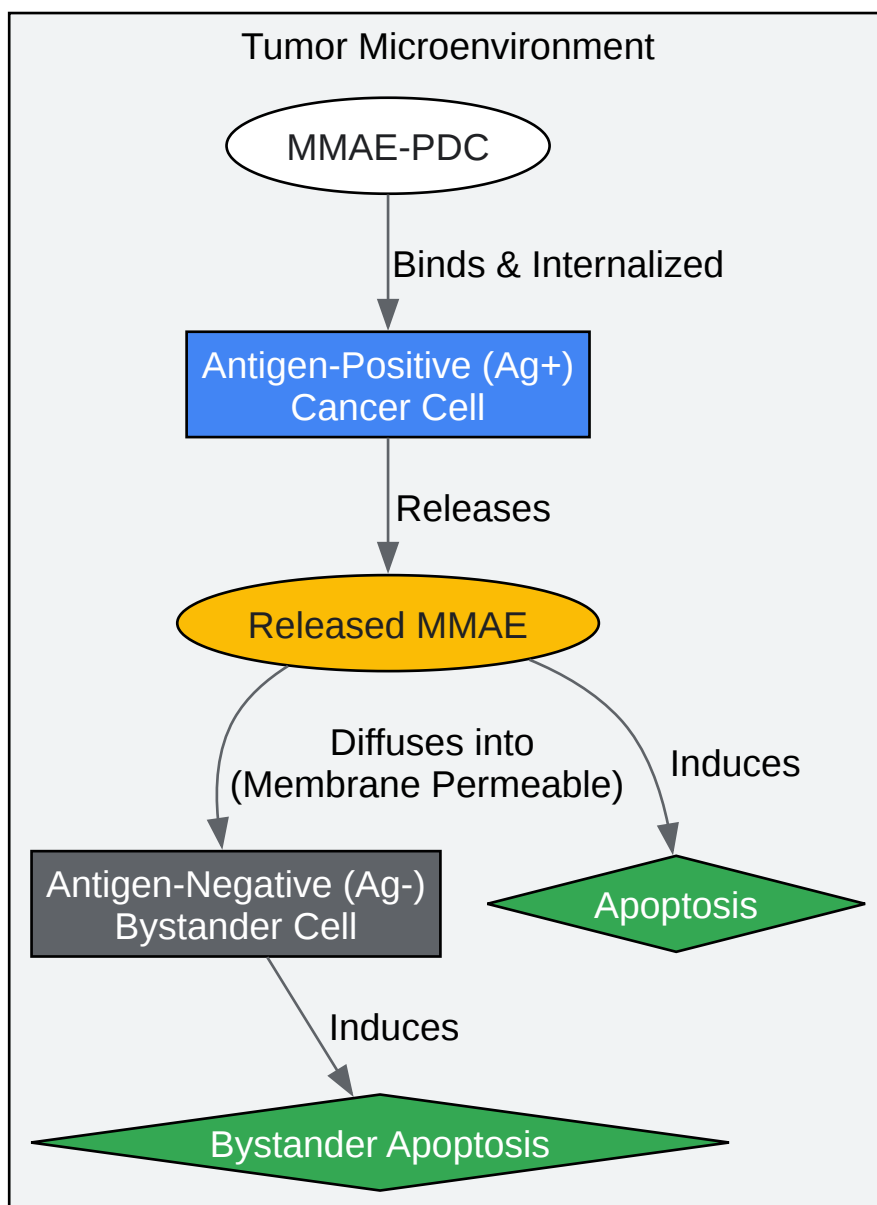 Tumor Microenvironment
MMAE-PDC
Binds & Internalized
Antigen-Positive (Ag+)
Cancer Cell
Releases
Released MMAE
Diffuses into
(Membrane Permeable)
Induces
Antigen-Negative (Ag-)
Bystander Cell
Apoptosis
Induces
Bystander Apoptosis